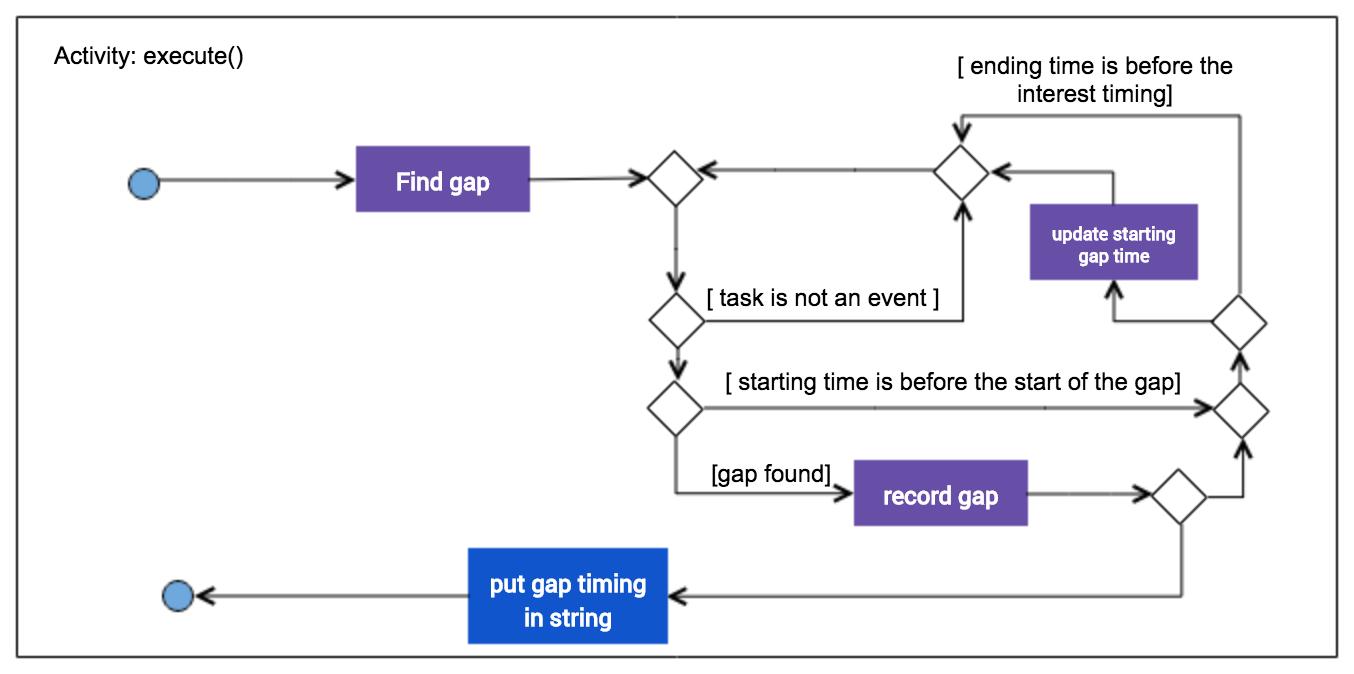 Activity: execute()
[ ending time is before the
interest timing]
Find gap
update starting
gap time
[ task is not an event ]
[ starting time is before the start of the gap]
[gap found]
record gap
put gap timing
in string